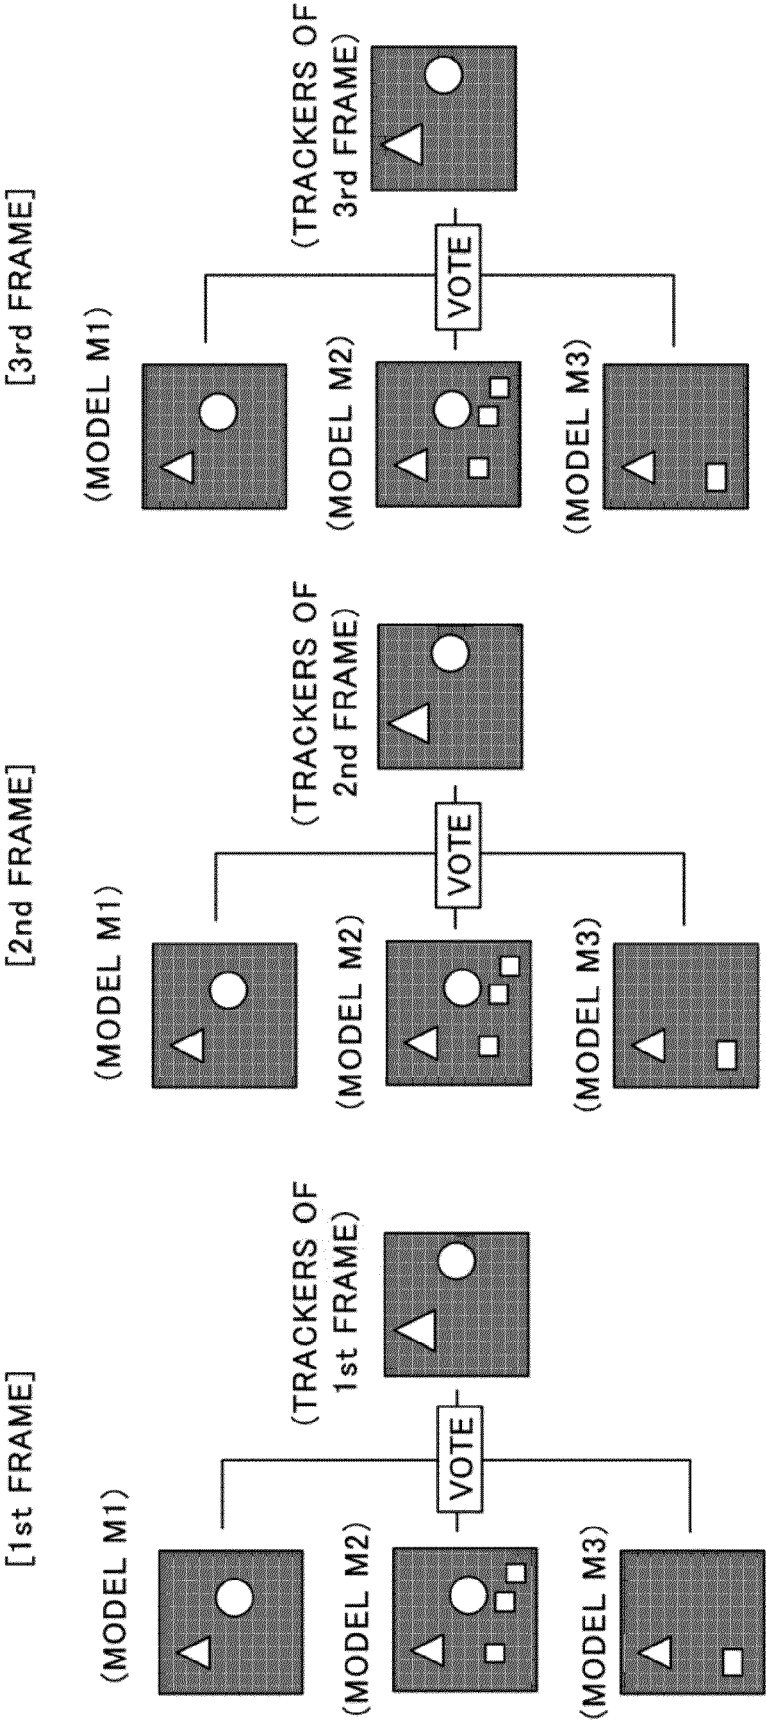 [1st FRAME]
(MODEL M1)
(MODEL M2)
(MODEL M3)
VOTE
(TRACKERS OF
1st FRAME)
[2nd FRAME]
(MODEL M1)
(MODEL M2)
(MODEL M3)
VOTE
(TRACKERS OF
2nd FRAME)
[3rd FRAME]
(MODEL M1)
(MODEL M2)
(MODEL M3)
VOTE
(TRACKERS OF
3rd FRAME)